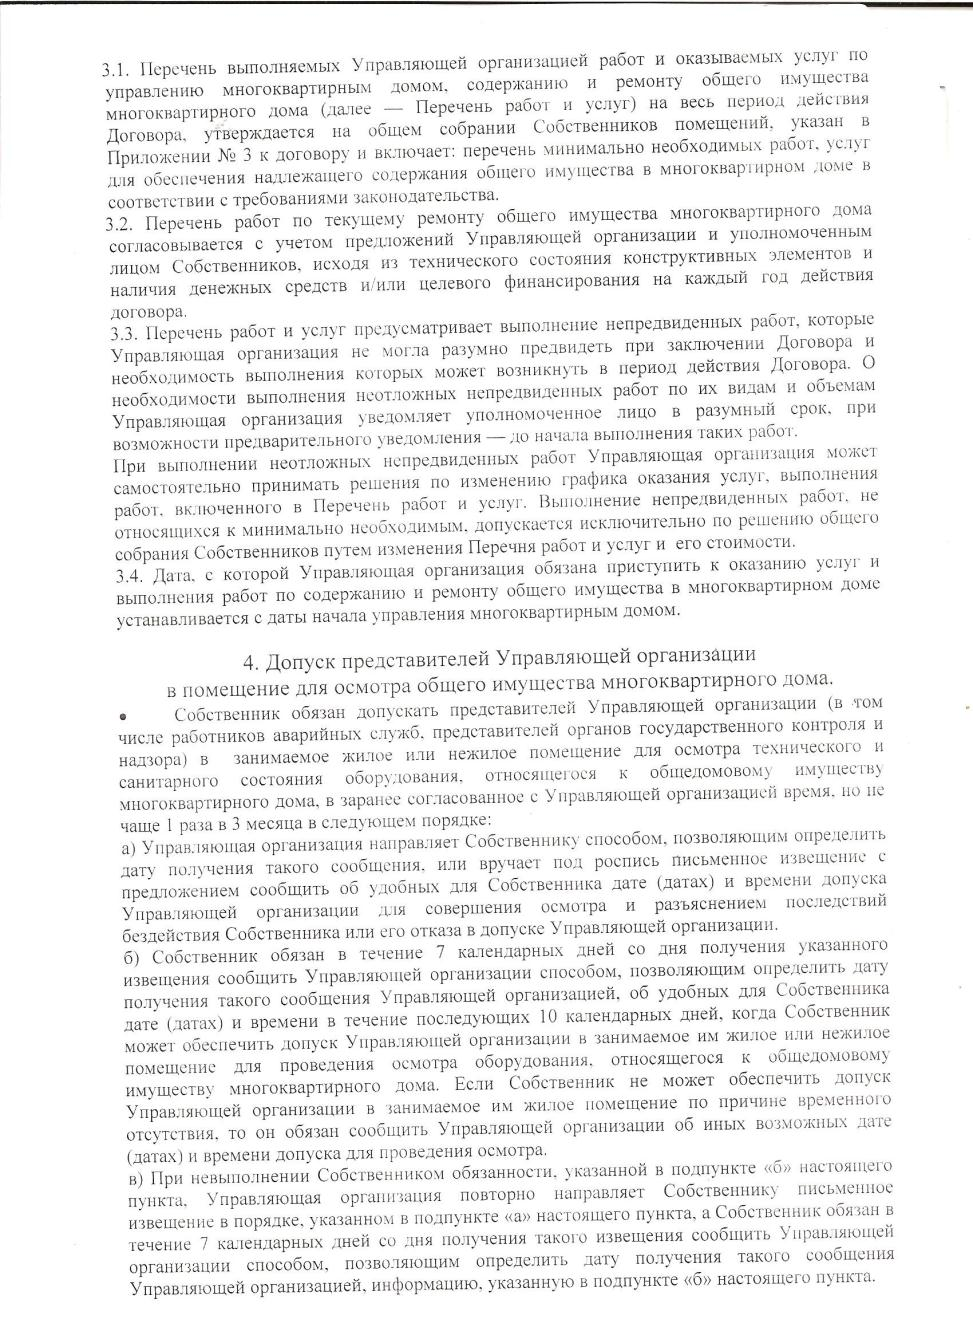 3.1. Перечень выполняемых Управляющей организацией работ и оказываемых услуг по
управлению многоквартирным домом, содержанию и ремонту общего имущества
многоквартирного дома (далее — Перечень работ и услуг) на весь период действия
Договора, утверждается на общем собрании Собственников помещений, указан в
Приложении № 3 к договору и включает: перечень минимально необходимых работ, услуг
для обеспечения надлежащего содержания общего имущества в многоквартирном доме в
соответствии с требованиями законодательства.
3.2. Перечень работ по текущему ремонту общего имущества многоквартирного дома
согласовывается с учетом предложений Управляющей организации и уполномоченным
лицом Собственников, исходя из технического состояния конструктивных элементов и
наличия денежных средств и/или целевого финансирования на каждый год действия
договора.
3.3. Перечень работ и услуг предусматривает выполнение непредвиденных работ, которые
Управляющая организация не могла разумно предвидеть при заключении Договора и
необходимость выполнения которых может возникнуть в период действия Договора. О
необходимости выполнения неотложных непредвиденных работ по их видам и объемам
Управляющая организация уведомляет уполномоченное лицо в разумный срок, при
возможности предварительного уведомления — до начала выполнения таких работ.
При выполнении неотложных непредвиденных работ Управляющая организация может
самостоятельно принимать решения по изменению графика оказания услуг, выполнения
работ, включенного в Перечень работ и услуг. Выполнение непредвиденных работ, не
относящихся к минимально необходимым, допускается исключительно по решению общего
собрания Собственников путем изменения Перечня работ и услуг и его стоимости.
3.4. Дата, с которой Управляющая организация обязана приступить к оказанию услуг и
выполнения работ по содержанию и ремонту общего имущества в многоквартирном доме
устанавливается с даты начала управления многоквартирным домом.
4. Допуск представителей Управляющей организации
в помещение для осмотра общего имущества многоквартирного дома.
• Собственник обязан допускать представителей Управляющей организации (в том
числе работников аварийных служб, представителей органов государственного контроля и
надзора) в занимаемое жилое или нежилое помещение для осмотра технического и
санитарного состояния оборудования, относящегося к общедомовому имуществу
многоквартирного дома, в заранее согласованное с Управляющей организацией время, но не
чаще 1 раза в 3 месяца в следующем порядке:
а) Управляющая организация направляет Собственнику способом, позволяющим определить
дату получения такого сообщения, или вручает под роспись письменное извещение с
предложением сообщить об удобных для Собственника дате (датах) и времени допуска
Управляющей организации для совершения осмотра и разъяснением последствий
бездействия Собственника или его отказа в допуске Управляющей организации.
б) Собственник обязан в течение 7 календарных дней со дня получения указанного
извещения сообщить Управляющей организации способом, позволяющим определить дату
получения такого сообщения Управляющей организацией, об удобных для Собственника
дате (датах) и времени в течение последующих 10 календарных дней, когда Собственник
может обеспечить допуск Управляющей организации в занимаемое им жилое или нежилое
помещение для проведения осмотра оборудования, относящегося к общедомовому
имуществу многоквартирного дома. Если Собственник не может обеспечить допуск
Управляющей организации в занимаемое им жилое помещение по причине временного
отсутствия, то он обязан сообщить Управляющей организации об иных возможных дате
(датах) и времени допуска для проведения осмотра.
в) При невыполнении Собственником обязанности, указанной в подпункте «б» настоящего
пункта, Управляющая организация повторно направляет Собственнику письменное
извещение в порядке, указанном в подпункте «а» настоящего пункта, а Собственник обязан в
течение 7 календарных дней со дня получения такого извещения сообщить Управляющей
организации способом, позволяющим определить дату получения такого сообщения
Управляющей организацией, информацию, указанную в подпункте «б» настоящего пункта.